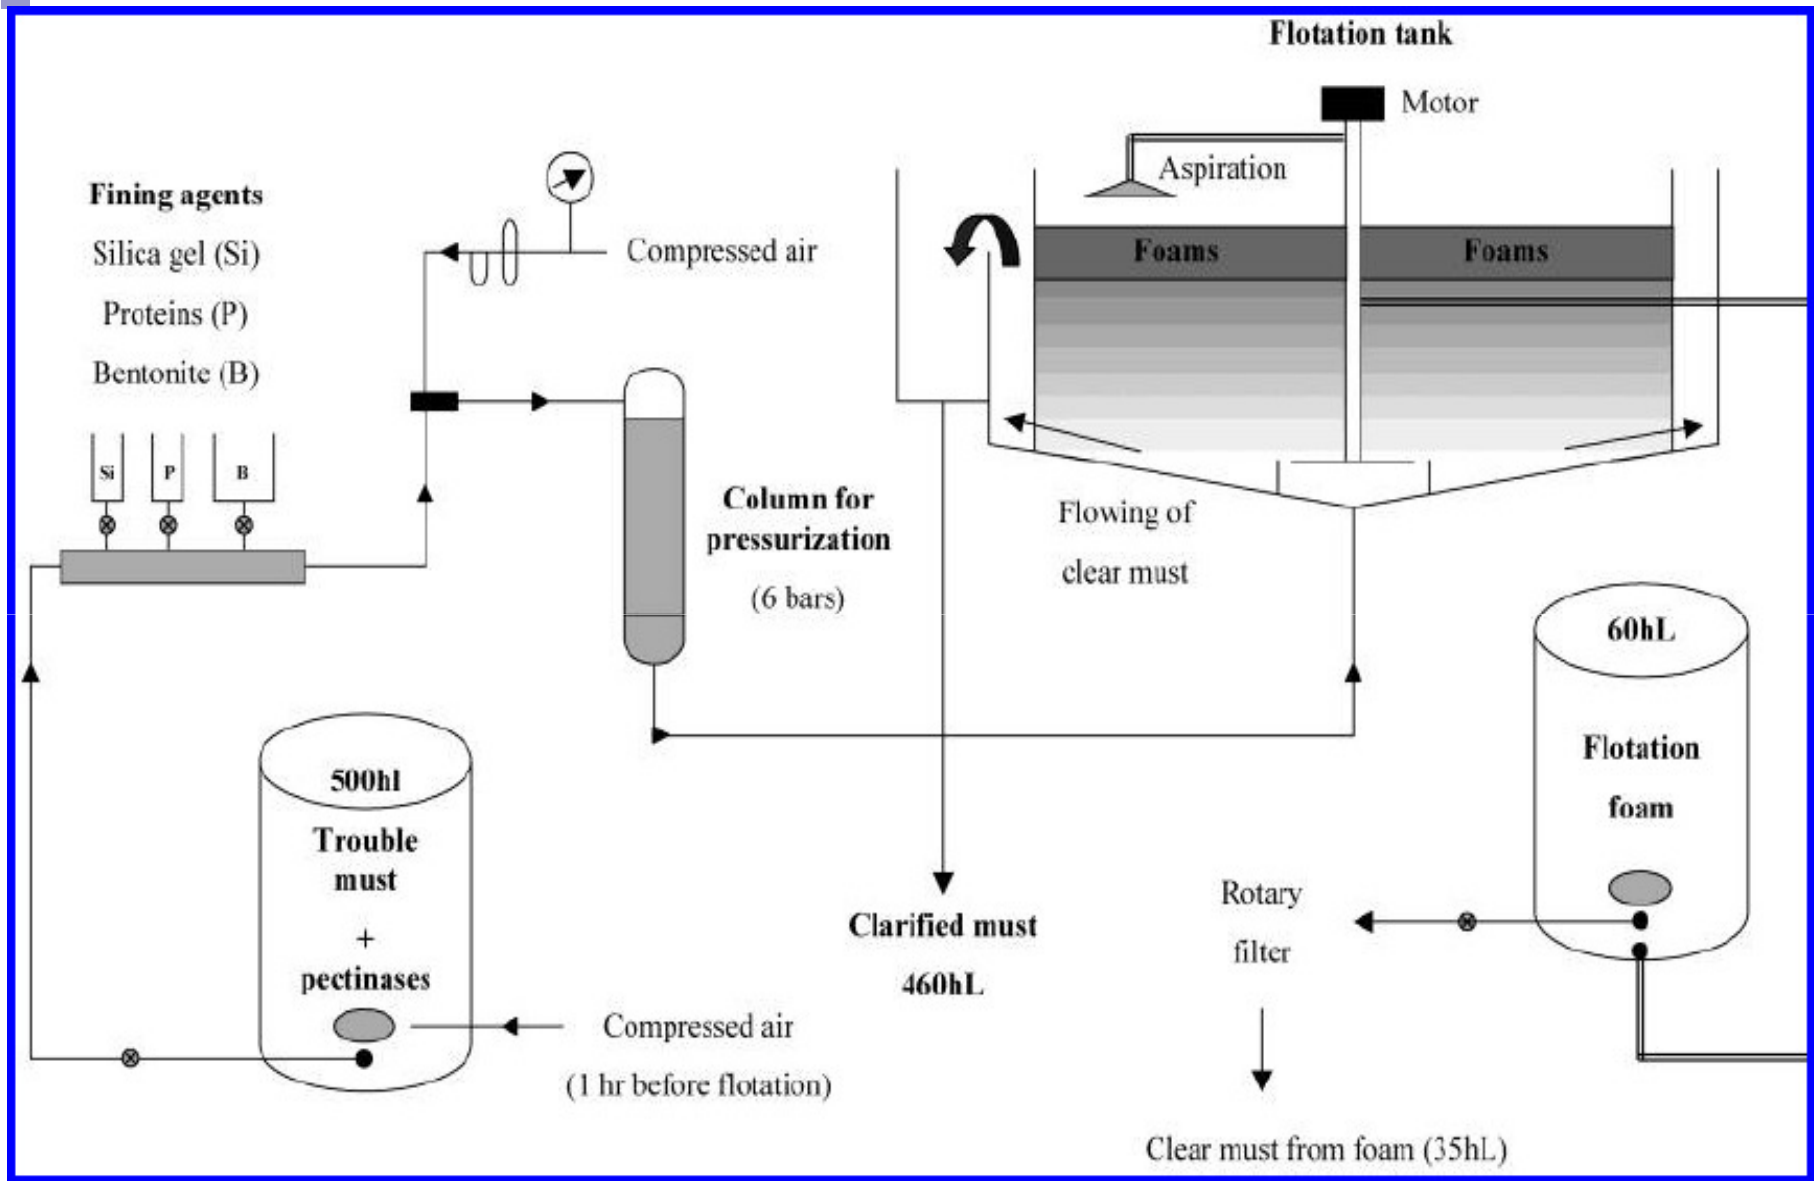 Flotation tank
Motor
Aspiration
Fining agents
Silica gel (Si)
Proteins (P)
Bentonite (B)
Compressed air
Foams
Foams
Si
P
B
Column for
pressurization
(6 bars)
Flowing of
clear must
60hL
Flotation
foam
500hl
Trouble
must
+
pectinases
Compressed air
(1 hr before flotation)
Clarified must
460hL
Rotary
filter
Clear must from foam (35hL)